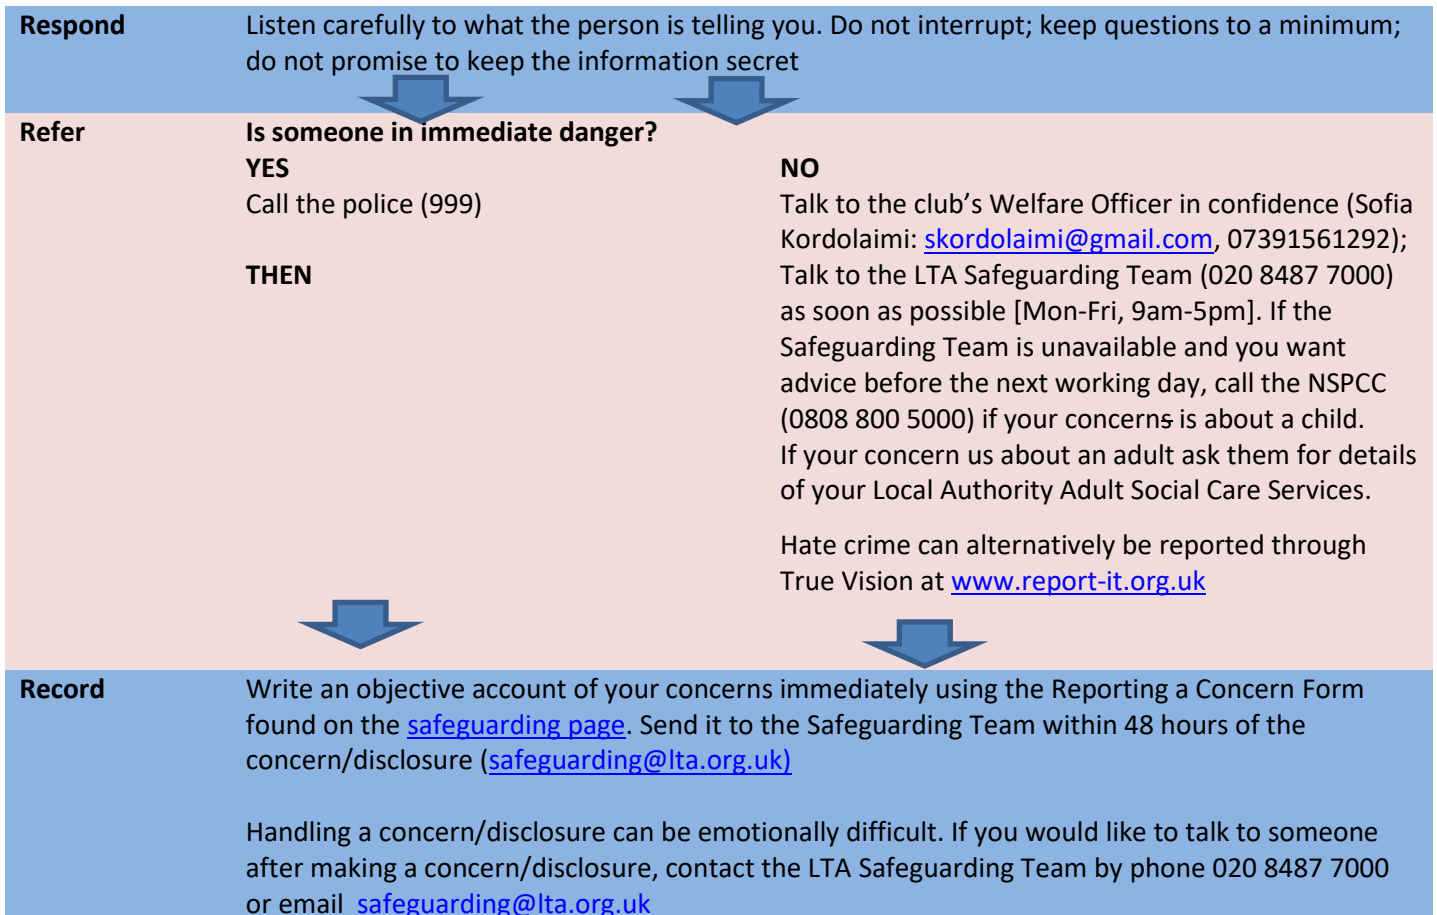 Respond
Listen carefully to what the person is telling you. Do not interrupt; keep questions to a minimum;
do not promise to keep the information secret
Refer
Is someone in immediate danger?
YES
Call the police (999)
THEN
NO
Talk to the club’s Welfare Officer in confidence (Sofia
Kordolaimi: skordolaimi@gmail.com, 07391561292);
Talk to the LTA Safeguarding Team (020 8487 7000)
as soon as possible [Mon-Fri, 9am-5pm]. If the
Safeguarding Team is unavailable and you want
advice before the next working day, call the NSPCC
(0808 800 5000) if your concerns is about a child.
If your concern us about an adult ask them for details
of your Local Authority Adult Social Care Services.
Hate crime can alternatively be reported through
True Vision at www.report-it.org.uk
Record
Write an objective account of your concerns immediately using the Reporting a Concern Form
found on the safeguarding page. Send it to the Safeguarding Team within 48 hours of the
concern/disclosure (safeguarding@lta.org.uk)
Handling a concern/disclosure can be emotionally difficult. If you would like to talk to someone
after making a concern/disclosure, contact the LTA Safeguarding Team by phone 020 8487 7000
or email safeguarding@lta.org.uk